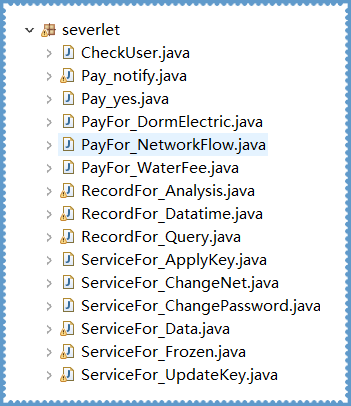 severlet
CheckUser.java
Pay_notify.java
Pay_yes.java
PayFor_DormElectric.java
PayFor_NetworkFlow.java
PayFor_WaterFee.java
RecordFor_Analysis.java
RecordFor_Datatime.java
RecordFor_Query.java
ServiceFor_ApplyKey.java
ServiceFor_ChangeNet.java
ServiceFor_ChangePassword.java
ServiceFor_Data.java
ServiceFor_Frozen.java
ServiceFor_UpdateKey.java